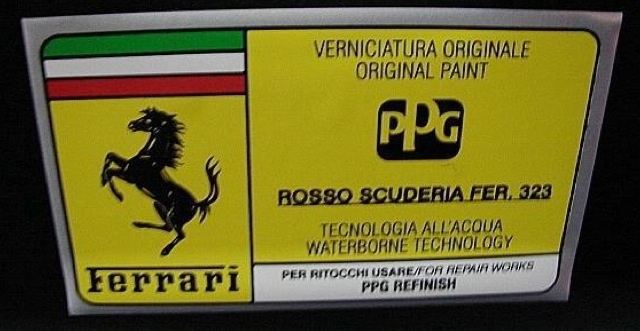 VERNICIATURA ORIGINALE
ORIGINAL PAINT
PPG
ROSSO SCUDERIA FER. 323
TECNOLOGIA ALL'ACQUA
WATERBORNE TECHNOLOGY
Ferrari
PER RITOCCHI USARE/FOR REPAIR WORKS
PPG REFINISH